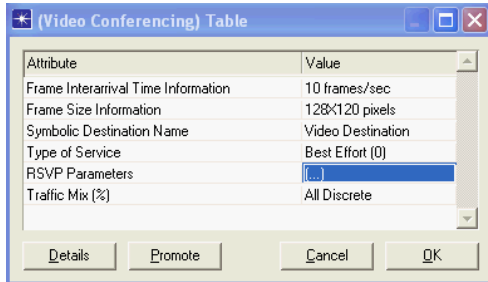 (Video Conferencing) Table
Attribute Value
Frame Interarrival Time Information 10 frames/sec
Frame Size Information 128X120 pixels
Symbolic Destination Name Video Destination
Type of Service Best Effort (0)
RSVP Parameters (...)
Traffic Mix (%) All Discrete
Details Promote Cancel OK